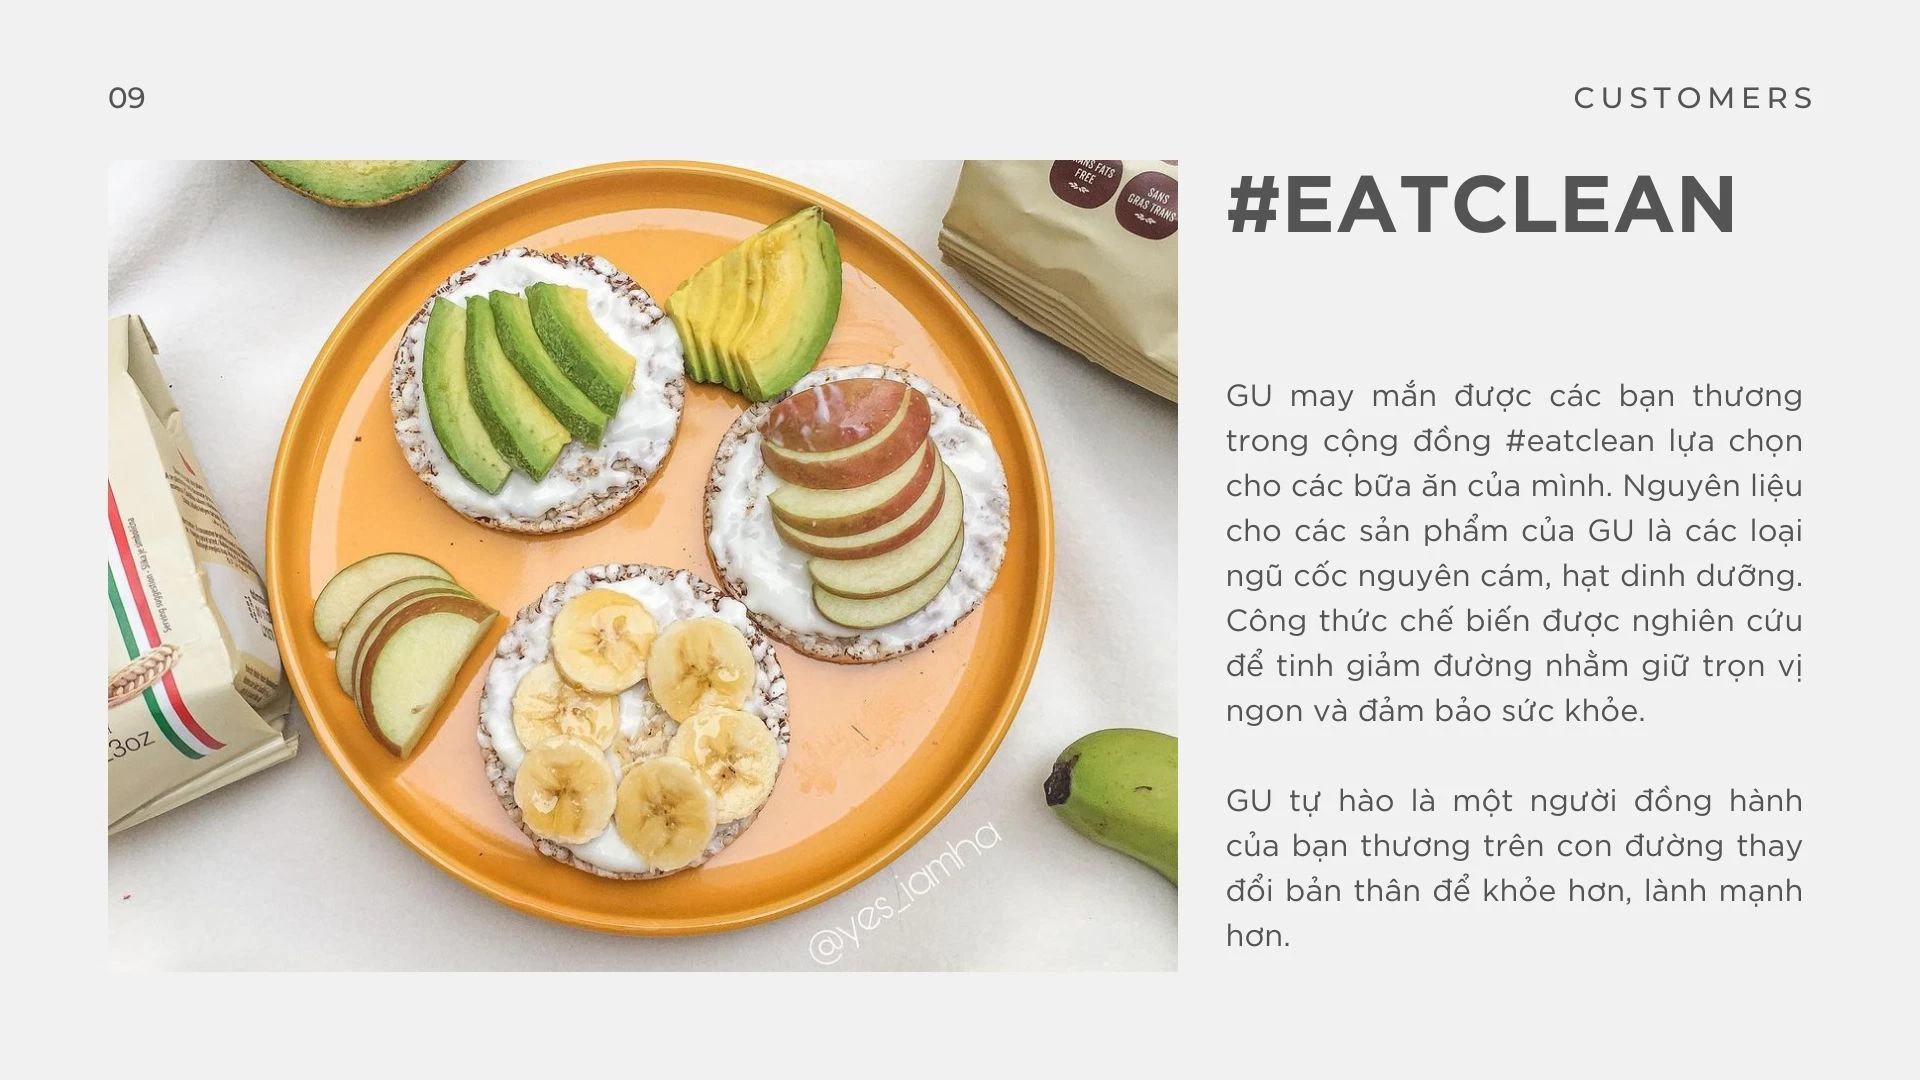 09
CUSTOMERS
#EATCLEAN
GU may mắn được các bạn thương
trong cộng đồng #eatclean lựa chọn
cho các bữa ăn của mình. Nguyên liệu
cho các sản phẩm của GU là các loại
ngũ cốc nguyên cám, hạt dinh dưỡng.
Công thức chế biến được nghiên cứu
để tinh giảm đường nhằm giữ trọn vị
ngon và đảm bảo sức khỏe.
GU tự hào là một người đồng hành
của bạn thương trên con đường thay
đổi bản thân để khỏe hơn, lành mạnh
hơn.
FATS
FREE
SANS
GRAS TRANS
Serving suggestion
3oz
@yes_iamha